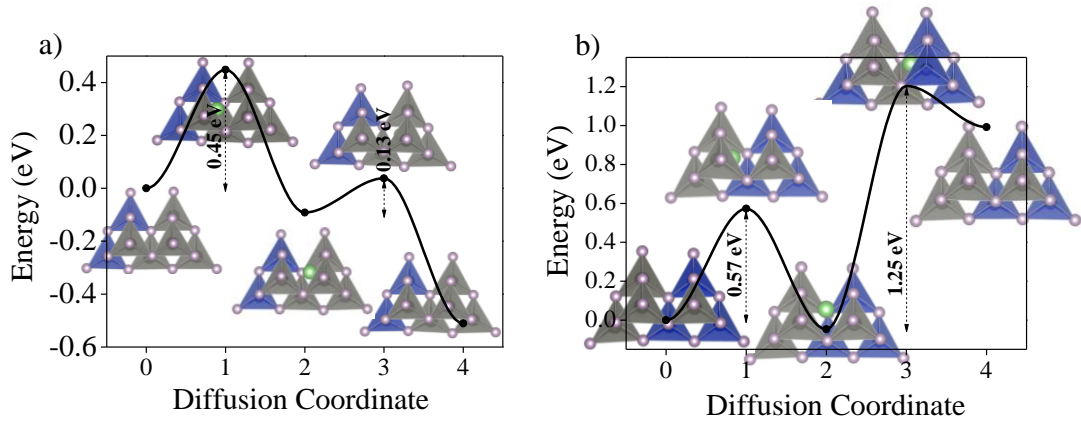 a)
0.4
0.2
0.0
-0.2
-0.4
-0.6
Energy (eV)
0.45 eV
0.13 eV
0 1 2 3 4
Diffusion Coordinate
b)
1.2
1.0
0.8
0.6
0.4
0.2
0.0
Energy (eV)
0.57 eV
1.25 eV
0 1 2 3 4
Diffusion Coordinate